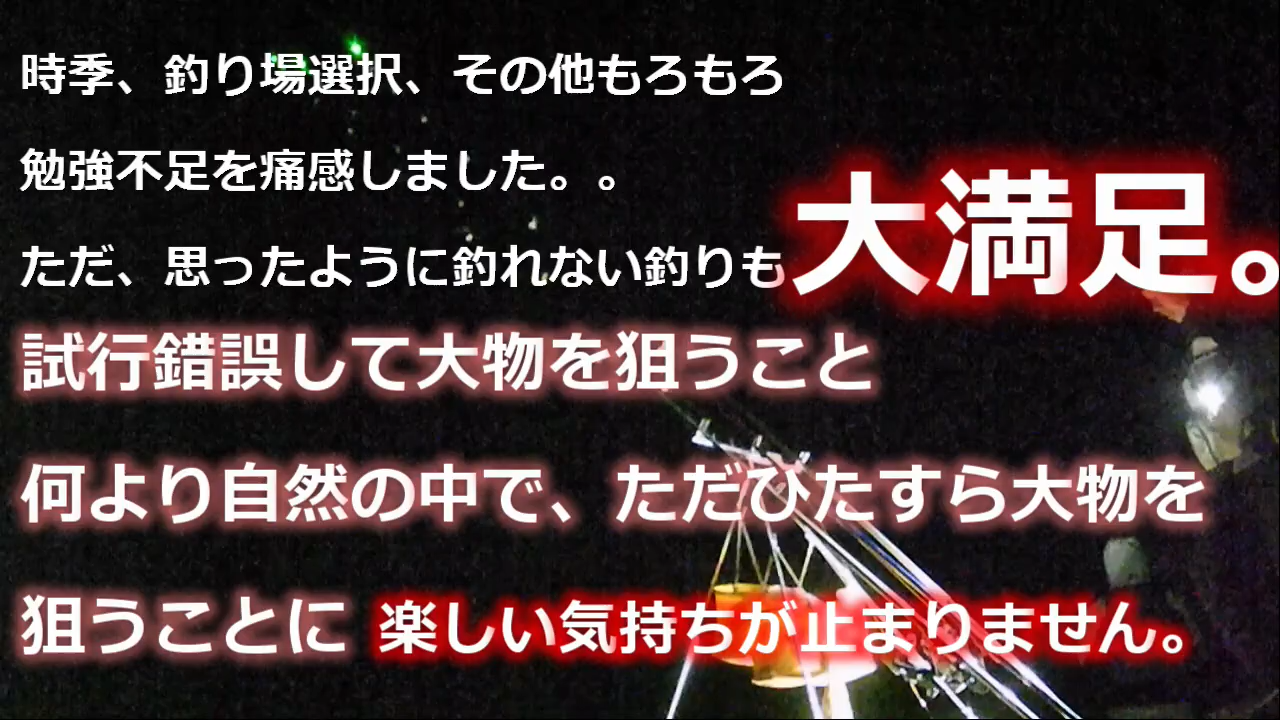 時季、釣り場選択、その他もろもろ
勉強不足を痛感しました。。
ただ、思ったように釣れない釣りも大満足。
試行錯誤して大物を狙うこと
何より自然の中で、ただひたすら大物を
狙うことに 楽しい気持ちが止まりません。